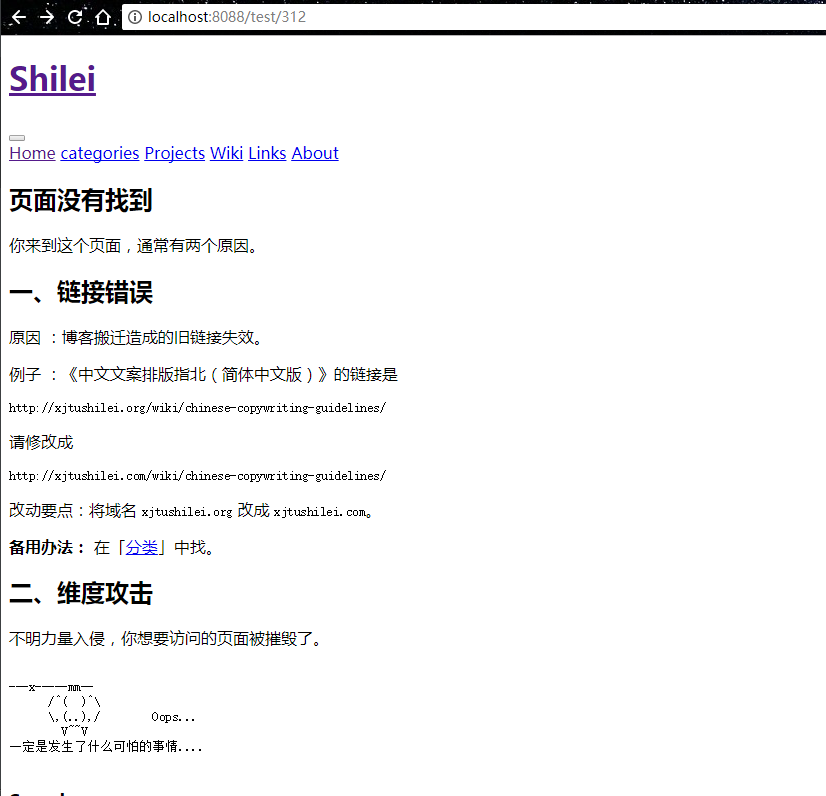 localhost:8088/test/312
Shilei
Home categories Projects Wiki Links About
页面没有找到
你来到这个页面，通常有两个原因。
一、链接错误
原因 ：博客搬迁造成的旧链接失效。
例子 ：《中文文案排版指北（简体中文版）》的链接是
http://xjtushilei.org/wiki/chinese-copywriting-guidelines/
请修改成
http://xjtushilei.com/wiki/chinese-copywriting-guidelines/
改动要点：将域名 xjtushilei.org 改成 xjtushilei.com。
备用办法： 在「分类」中找。
二、维度攻击
不明力量入侵，你想要访问的页面被摧毁了。
---x-----mm--
/^(  )^\
\,(..),/       Oops...
V~~V
一定是发生了什么可怕的事情....